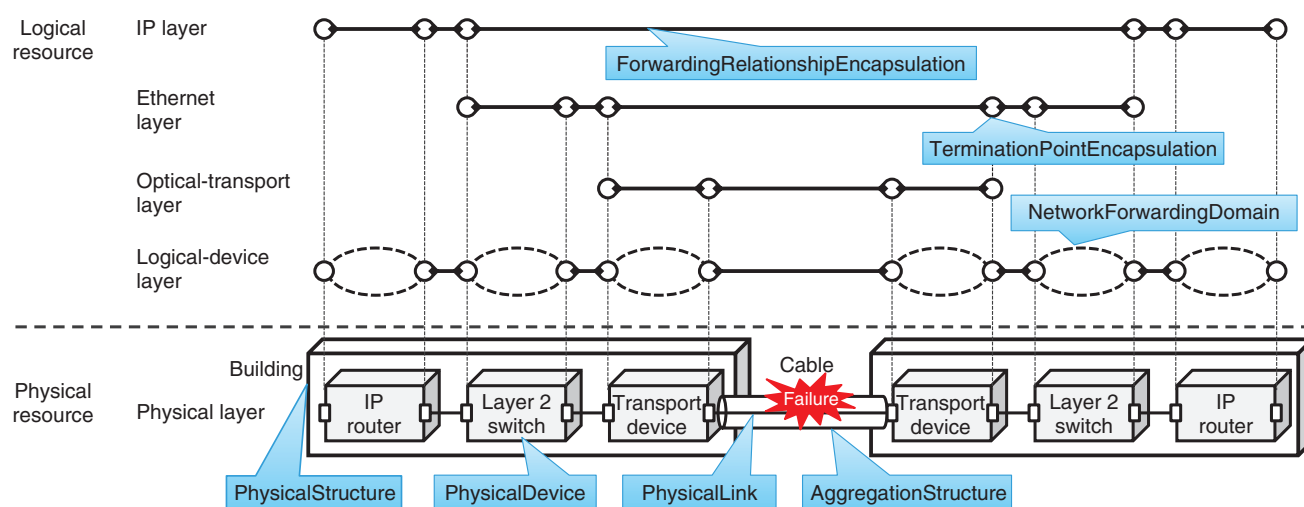 Logical
resource
IP layer
ForwardingRelationshipEncapsulation
Ethernet
layer
TerminationPointEncapsulation
Optical-transport
layer
NetworkForwardingDomain
Logical-device
layer
Building
Cable
Physical
resource
Physical layer
IP
router
Layer 2
switch
Transport
device
Failure
Transport
device
Layer 2
switch
IP
router
PhysicalStructure
PhysicalDevice
PhysicalLink
AggregationStructure